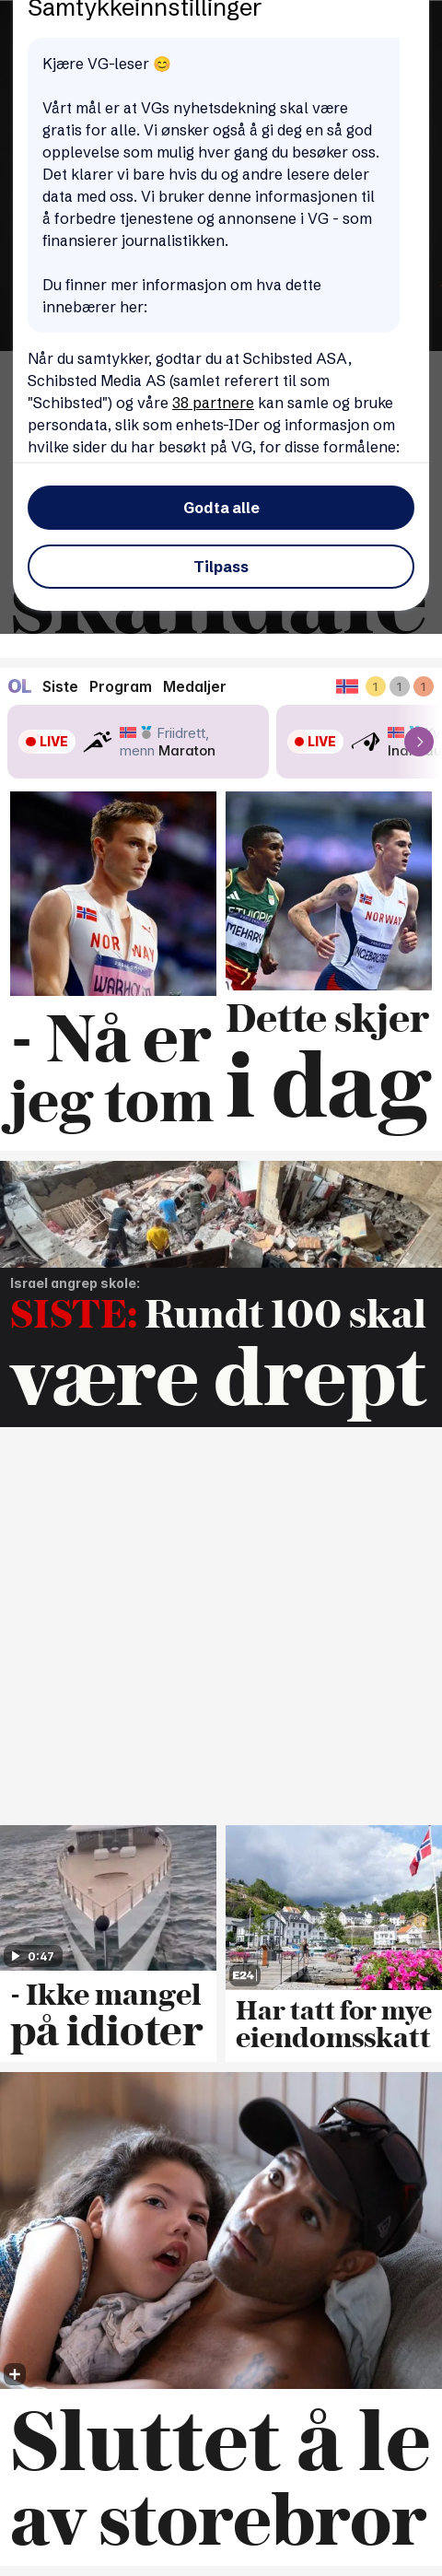 Samtykkeinnstillinger
Kjære VG-leser 😊
Vårt mål er at VGs nyhetsdekning skal være
gratis for alle. Vi ønsker også å gi deg en så god
opplevelse som mulig hver gang du besøker oss.
Det klarer vi bare hvis du og andre lesere deler
data med oss. Vi bruker denne informasjonen til
å forbedre tjenestene og annonsene i VG - som
finansierer journalistikken.
Du finner mer informasjon om hva dette
innebærer her:
Når du samtykker, godtar du at Schibsted ASA,
Schibsted Media AS (samlet referert til som
"Schibsted") og våre 38 partnere kan samle og bruke
persondata, slik som enhets-IDer og informasjon om
hvilke sider du har besøkt på VG, for disse formålene:
Godta alle
Tilpass
skandale
OL Siste Program Medaljer 1 1 1
LIVE Friidrett,
menn Maraton
LIVE
NORWAY
WARHOLM
ETHIOPIA
MEHARY
NORWAY
INGEBRIGTSEN
- Nå er
jeg tom
Dette skjer
i dag
Israel angrep skole:
SISTE: Rundt 100 skal
være drept
0:47
- Ikke mangel
på idioter
E24
Har tatt for mye
eiendomsskatt
Sluttet å le
av storebror